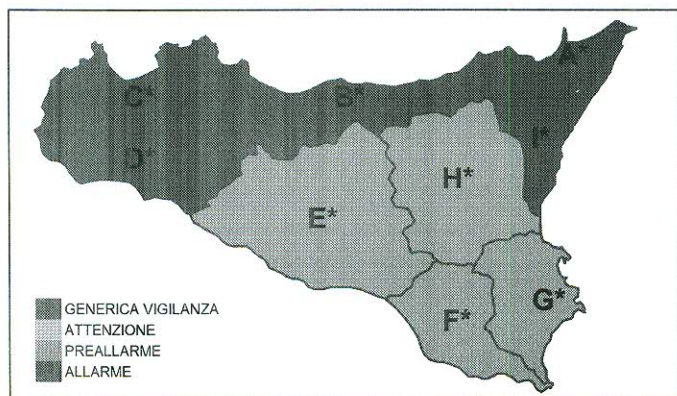 A*
C*
B*
D*
I*
H*
E*
G*
F*
GENERICA VIGILANZA
ATTENZIONE
PREALLARME
ALLARME